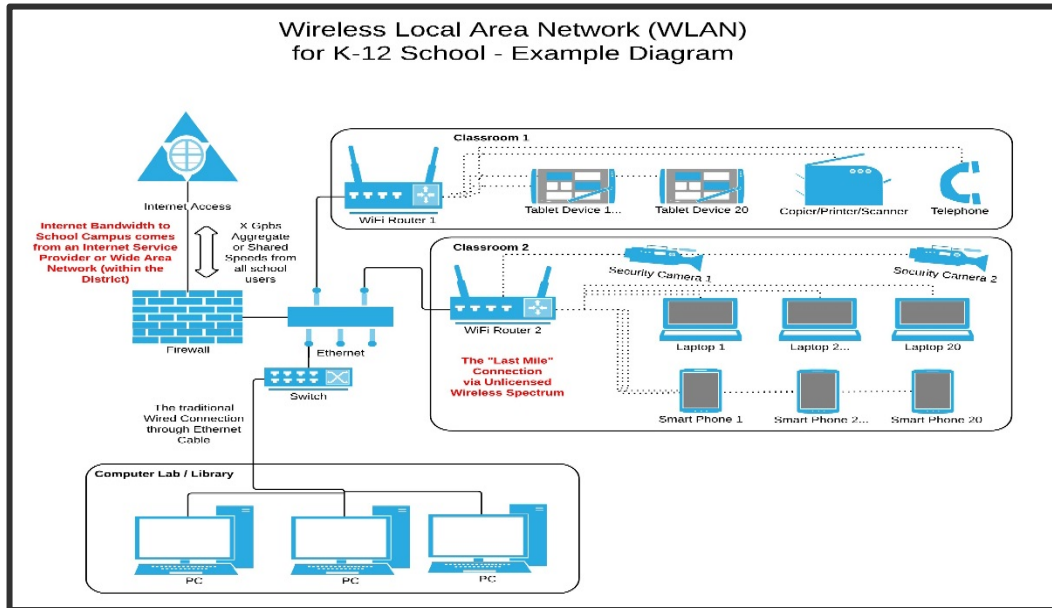 Wireless Local Area Network (WLAN)
for K-12 School - Example Diagram
Internet Access
Internet Bandwidth to
School Campus comes
from an Internet Service
Provider or Wide Area
Network (within the
District)
X Gpbs
Aggregate
or Shared
Speeds from
all school
users
Firewall
Ethernet
Switch
The traditional
Wired Connection
through Ethernet
Cable
Classroom 1
WiFi Router 1
Tablet Device 1...
Tablet Device 20
Copier/Printer/Scanner
Telephone
Classroom 2
Security Camera 1
Security Camera 2
WiFi Router 2
Laptop 1
Laptop 2...
Laptop 20
The "Last Mile"
Connection
via Unlicensed
Wireless Spectrum
Smart Phone 1
Smart Phone 2...
Smart Phone 20
Computer Lab / Library
PC
PC
PC